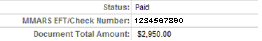 Status: Paid
MMARS EFT/Check Number: 1234567890
Document Total Amount: $2,950.00